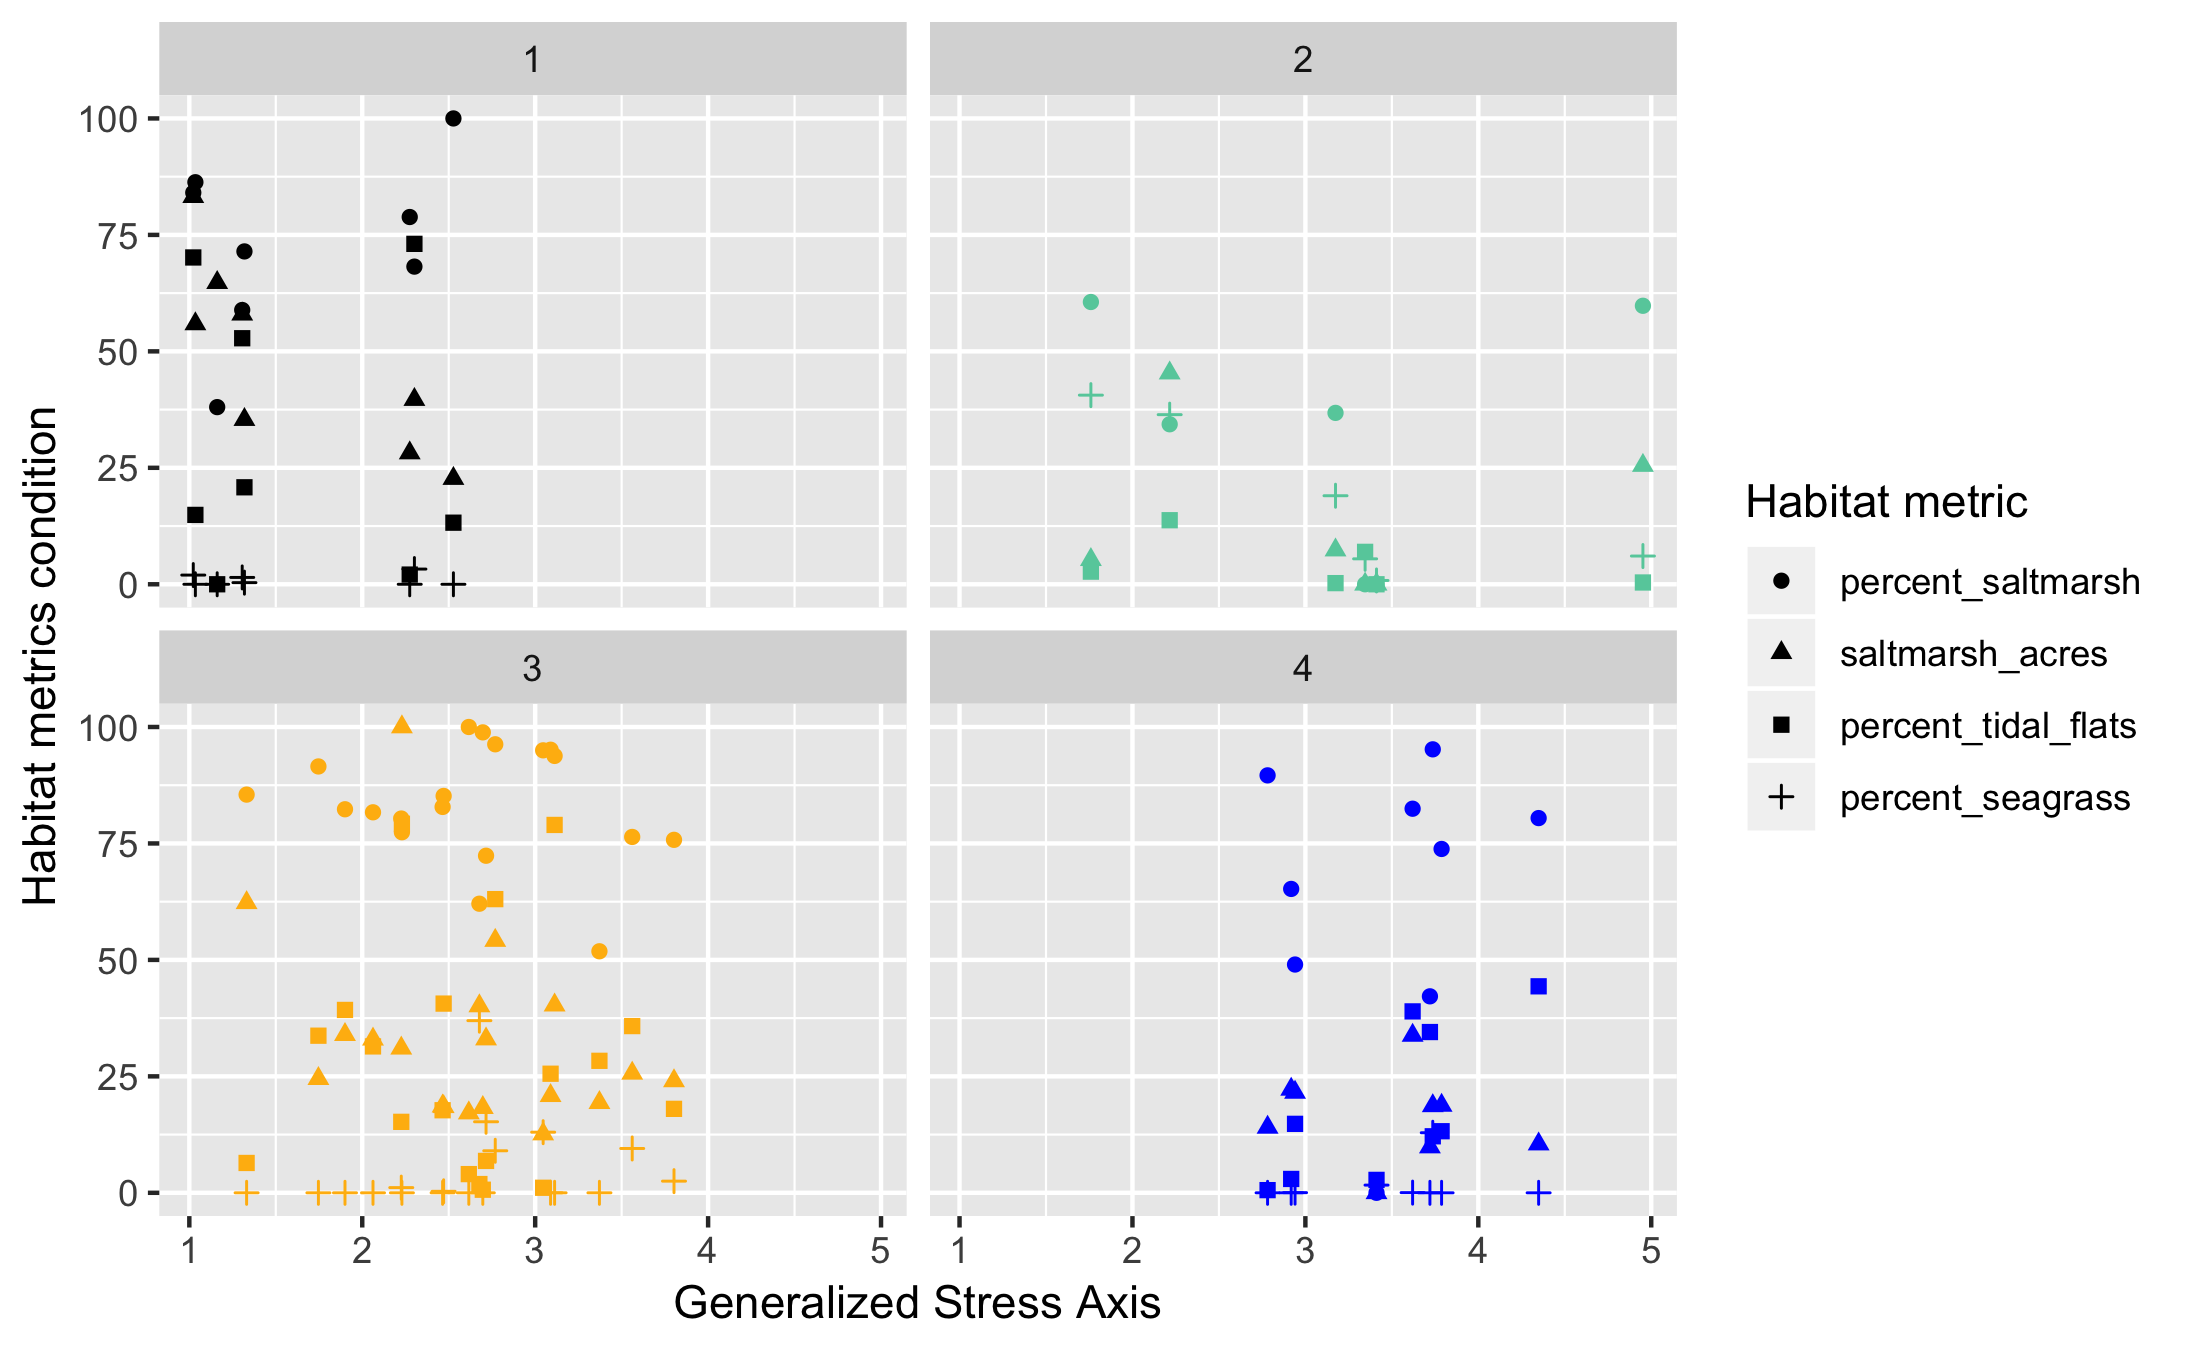 1
2
100
75
50
25
0
3
4
100
75
50
25
0
1 2 3 4 5
1 2 3 4 5
Generalized Stress Axis
Habitat metrics condition
Habitat metric
percent_saltmarsh
saltmarsh_acres
percent_tidal_flats
percent_seagrass